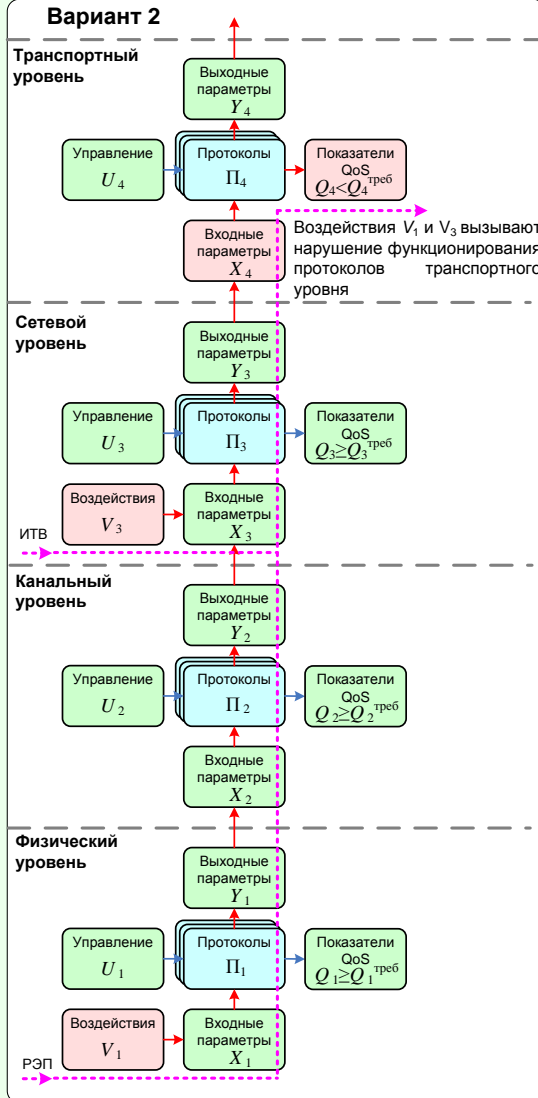 Вариант 2
Транспортный
уровень
Выходные
параметры
Y₄
Управление
U₄
Протоколы
П₄
Показатели
QoS
Q₄<Q₄ᵗʳᵉᵇ
Входные
параметры
X₄
Воздействия V₁ и V₃ вызывают
нарушение функционирования
протоколов транспортного
уровня
Сетевой
уровень
Выходные
параметры
Y₃
Управление
U₃
Протоколы
П₃
Показатели
QoS
Q₃≥Q₃треб
Воздействия
V₃
Входные
параметры
X₃
ИТВ
Канальный
уровень
Выходные
параметры
Y₂
Управление
U₂
Протоколы
П₂
Показатели
QoS
Q₂≥Q₂треб
Входные
параметры
X₂
Физический
уровень
Выходные
параметры
Y₁
Управление
U₁
Протоколы
П₁
Показатели
QoS
Q₁≥Q₁треб
Воздействия
V₁
Входные
параметры
X₁
РЭП